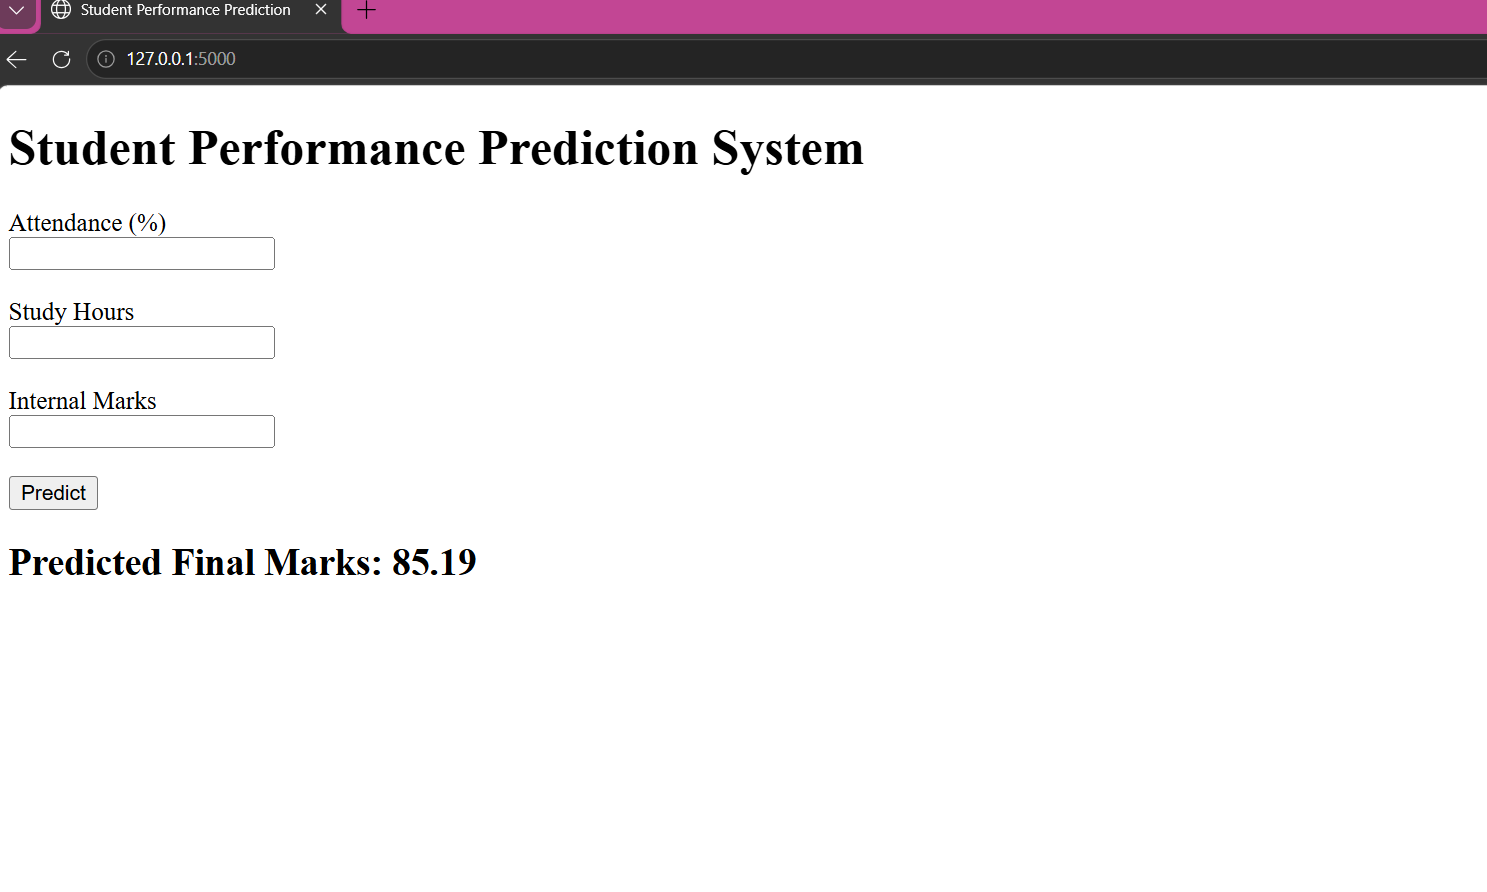 Student Performance Prediction
127.0.0.1:5000
Student Performance Prediction System
Attendance (%)
Study Hours
Internal Marks
Predict
Predicted Final Marks: 85.19